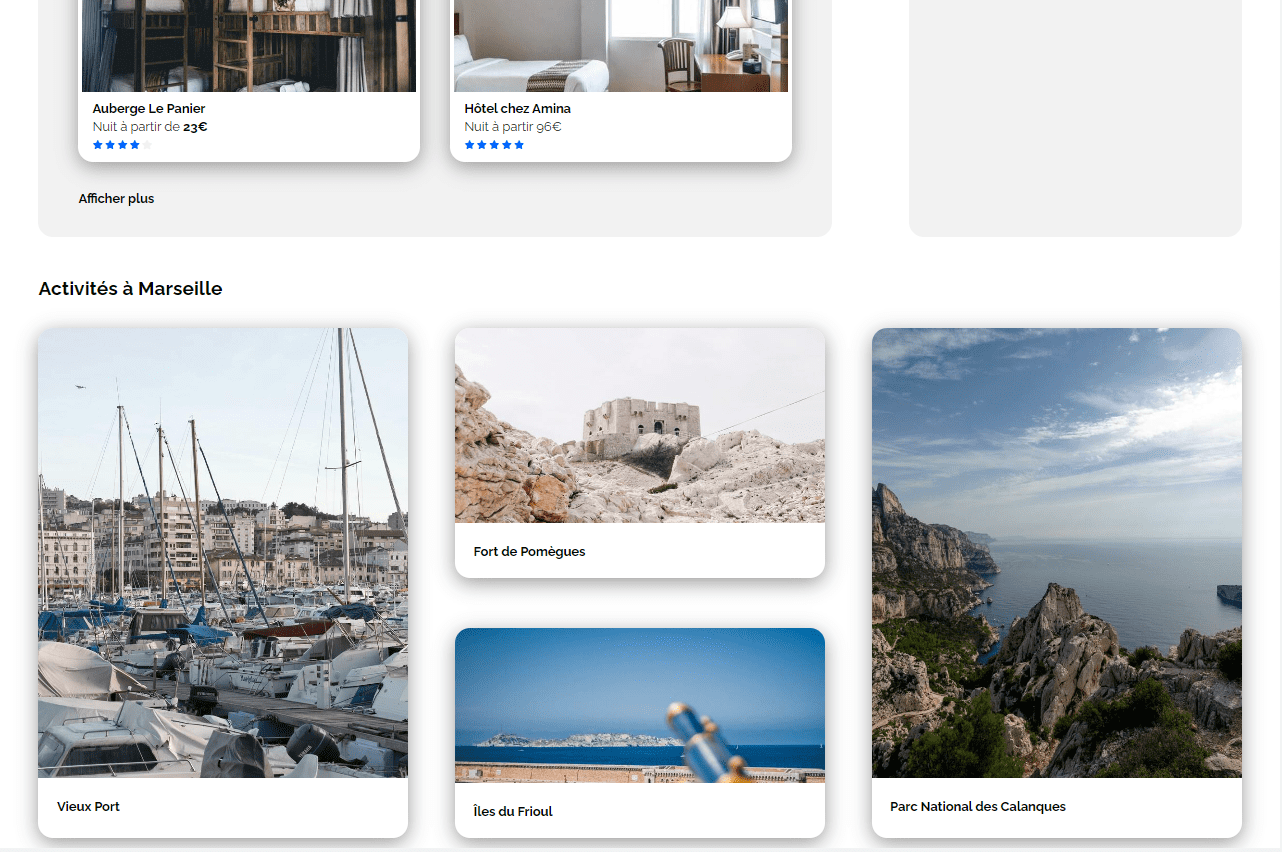 Auberge Le Panier
Nuit à partir de 23€
Hôtel chez Amina
Nuit à partir 96€
Afficher plus
Activités à Marseille
Vieux Port
Fort de Pomègues
Îles du Frioul
Parc National des Calanques